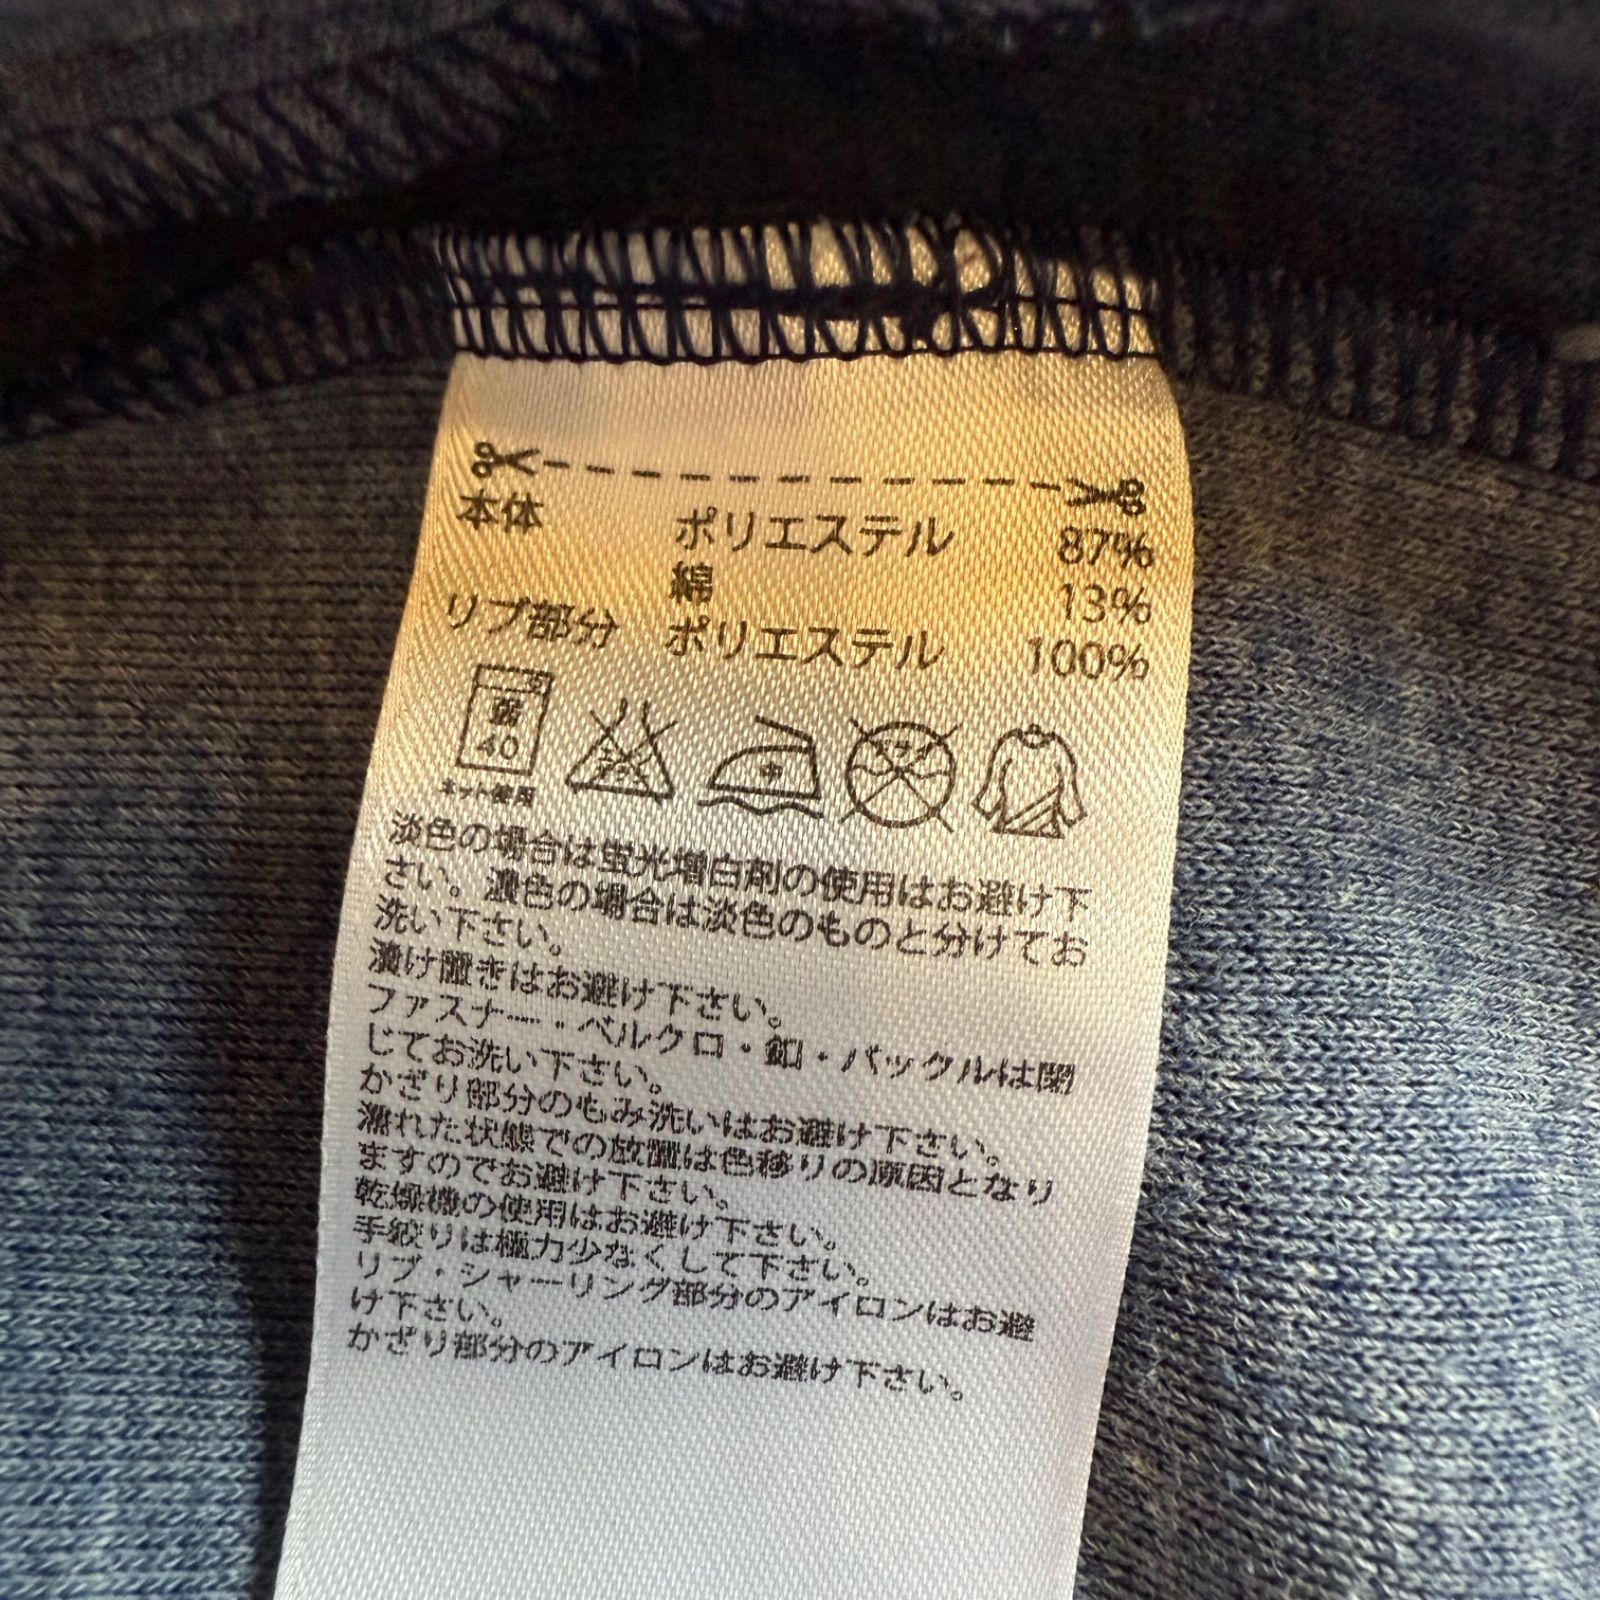 本体 ポリエステル 87%
綿 13%
リブ部分 ポリエステル 100%
弱
40
ネット使用
中
淡色の場合は蛍光増白剤の使用はお避け下
さい。濃色の場合は淡色のものと分けてお
洗い下さい。
漬け置きはお避け下さい。
ファスナー・ベルクロ・釦・バックルは閉
じてお洗い下さい。
かざり部分のもみ洗いはお避け下さい。
濡れた状態での放置は色移りの原因となり
ますのでお避け下さい。
乾燥機の使用はお避け下さい。
手絞りは極力少なくして下さい。
リブ・シャーリング部分のアイロンはお避
け下さい。
かざり部分のアイロンはお避け下さい。